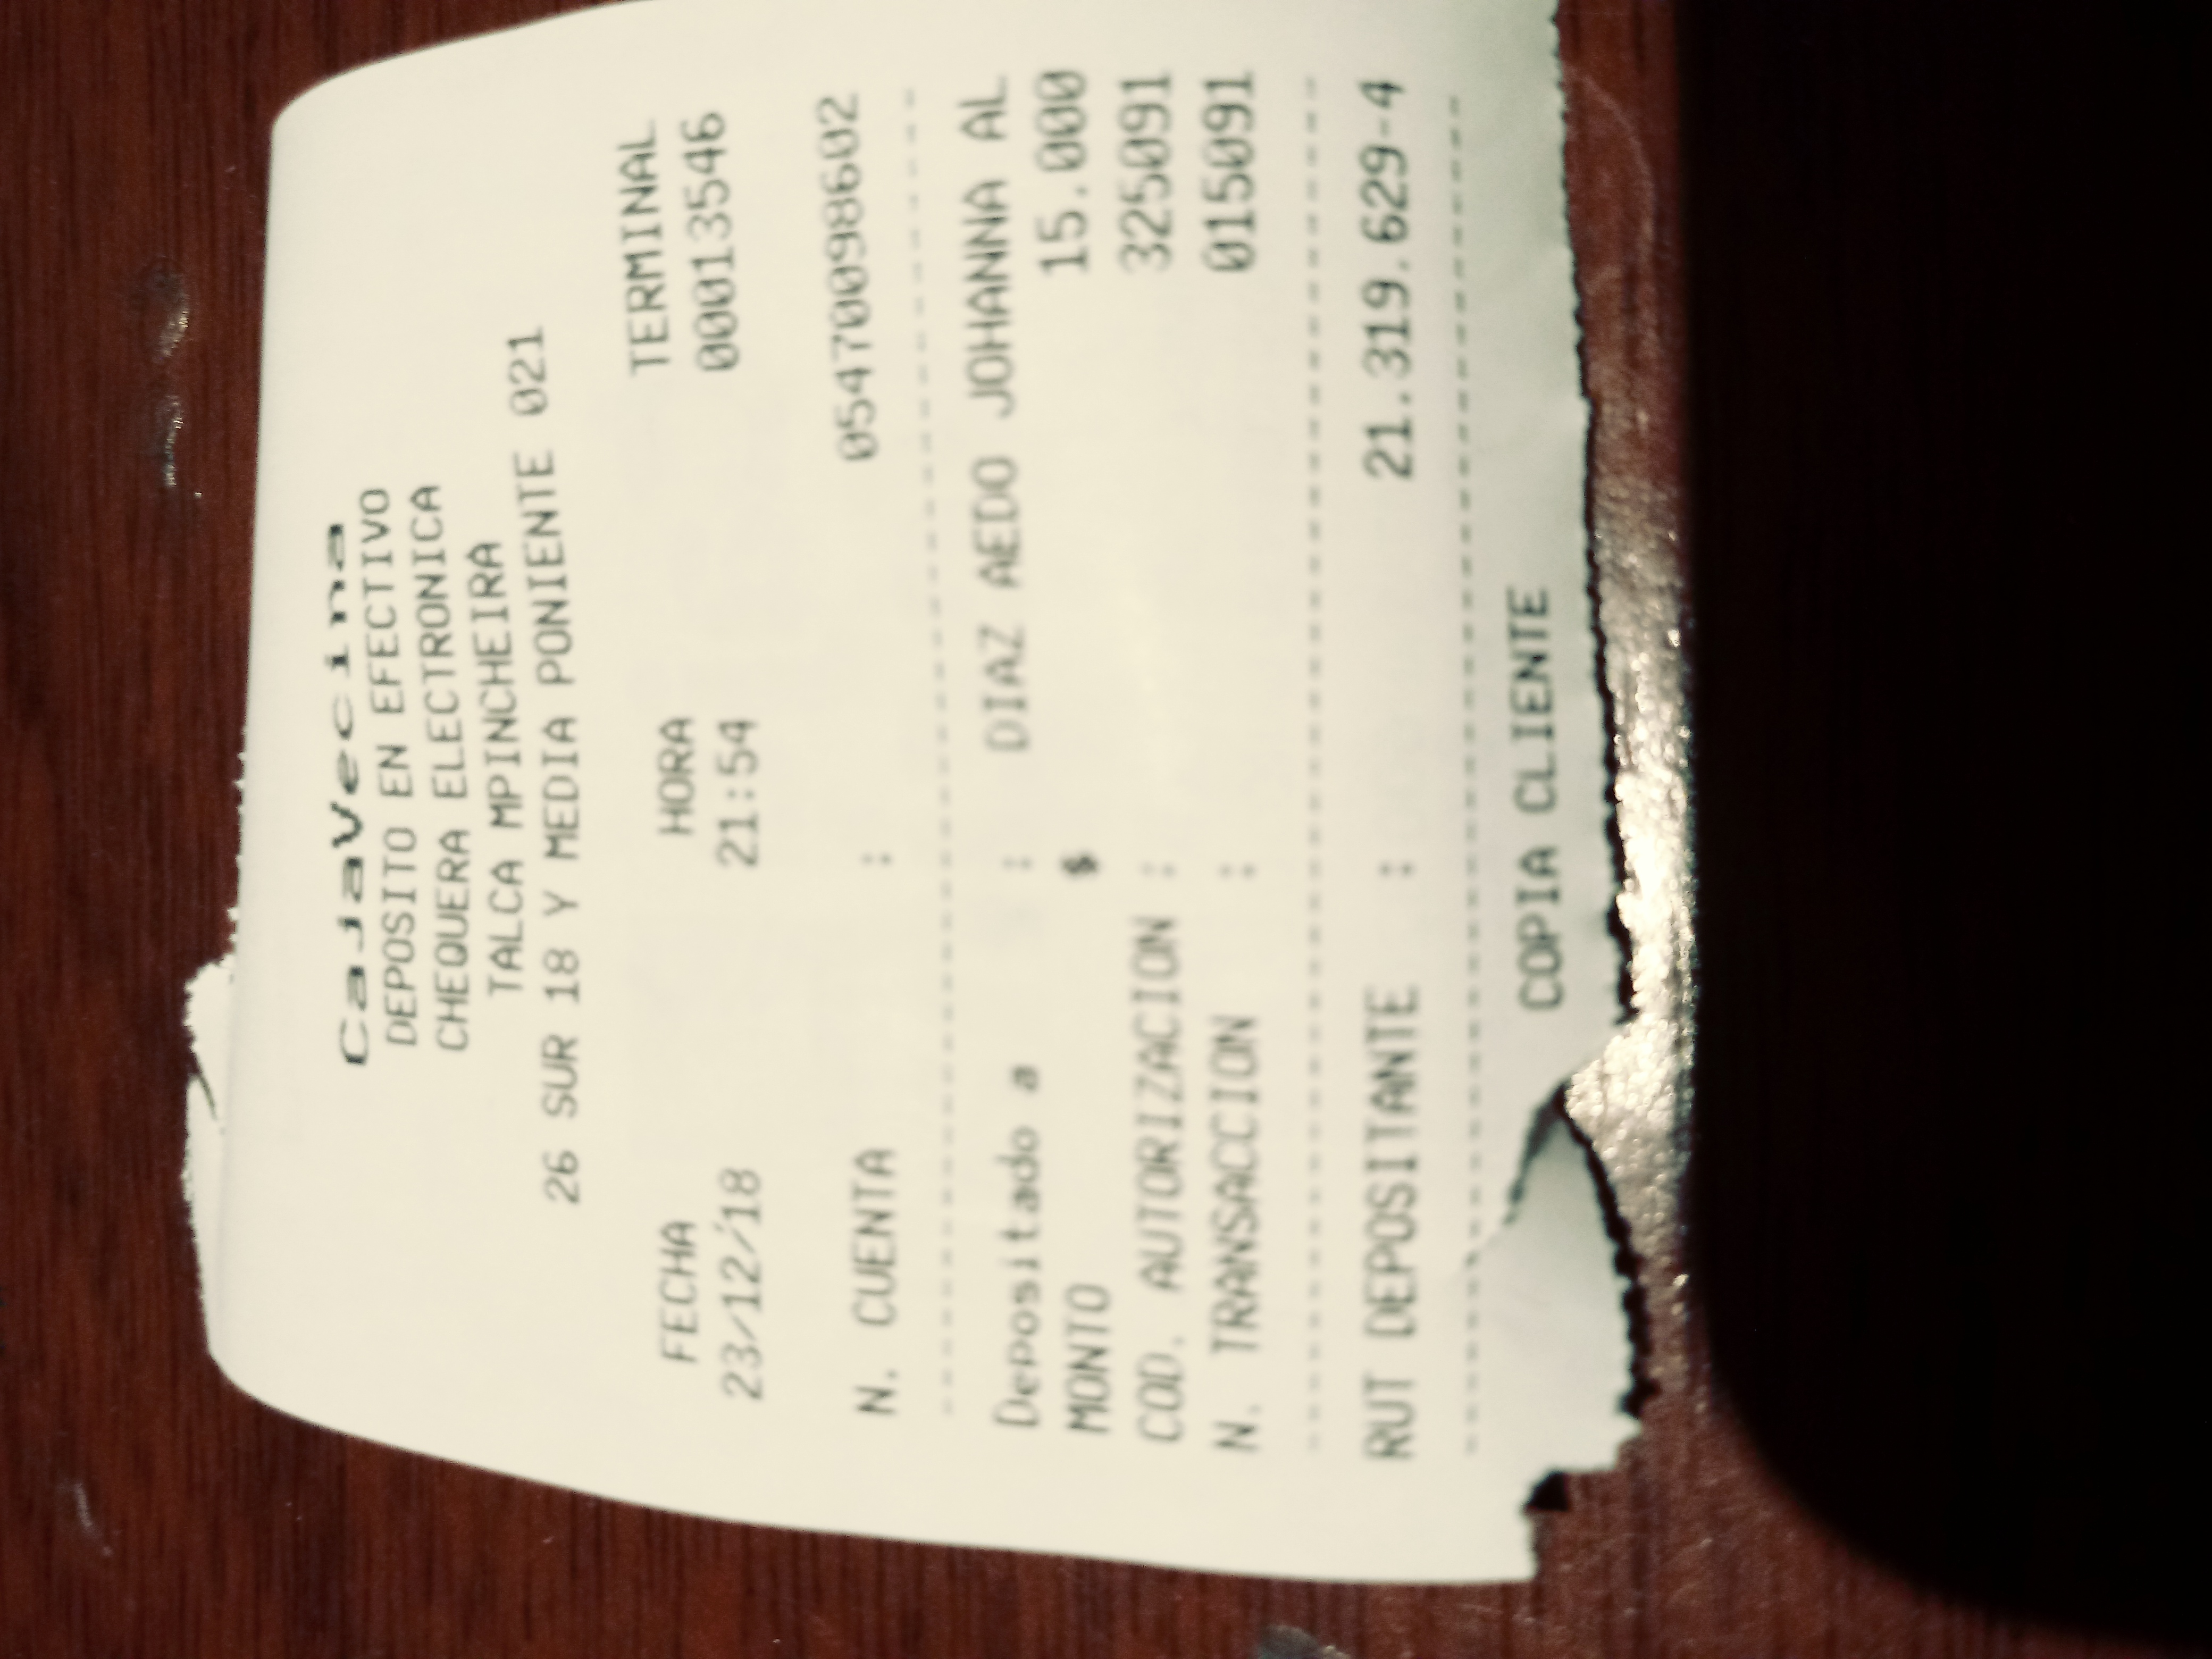 CajaVecina
DEPOSITO EN EFECTIVO
CHEQUERA ELECTRONICA
TALCA MPINCHEIRA
26 SUR 18 Y MEDIA PONIENTE 021
FECHA HORA TERMINAL
23/12/18 21:54 00013546
N. CUENTA : 05470098602
Depositado a : DIAZ AEDO JOHANNA AL
MONTO $ 15.000
COD. AUTORIZACION : 325091
N. TRANSACCION : 015091
RUT DEPOSITANTE : 21.319.629-4
COPIA CLIENTE